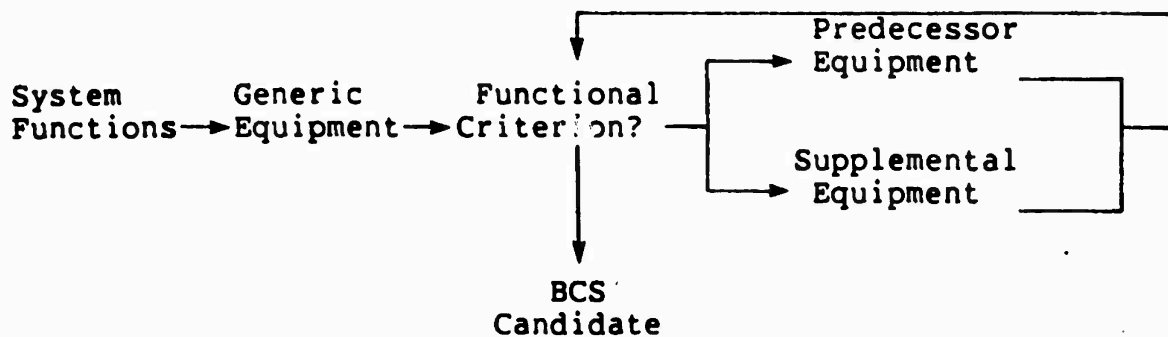 Predecessor
Equipment
System
Functions
Generic
Equipment
Functional
Criterion?
Supplemental
Equipment
BCS
Candidate